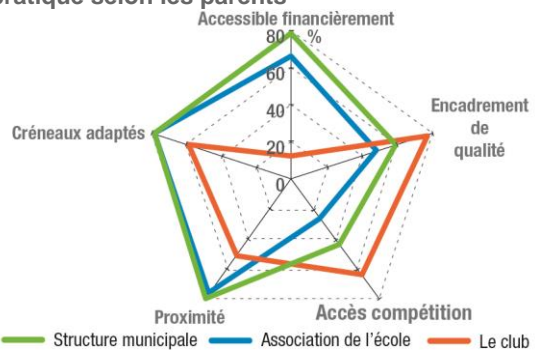 pratique selon les parents
Accessible financièrement
80 %
60
40
20
0
Encadrement
de
qualité
Créneaux adaptés
Proximité
Accès compétition
Structure municipale
Association de l'école
Le club